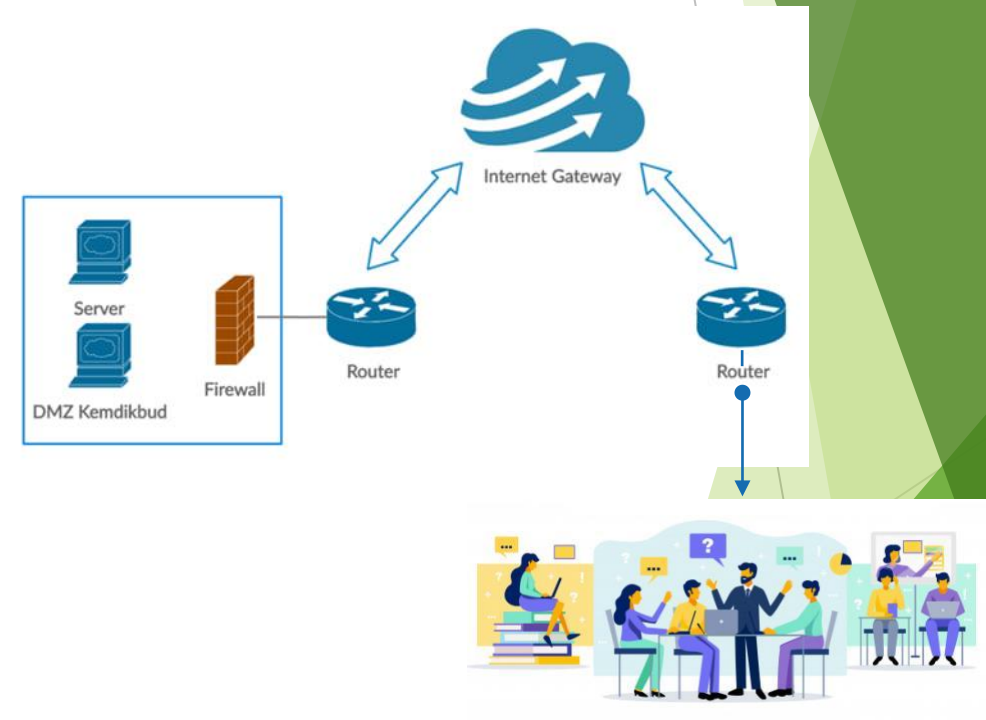 Internet Gateway
Server
DMZ Kemdikbud
Firewall
Router
Router
...
?
...
...
?
?
!
!
?